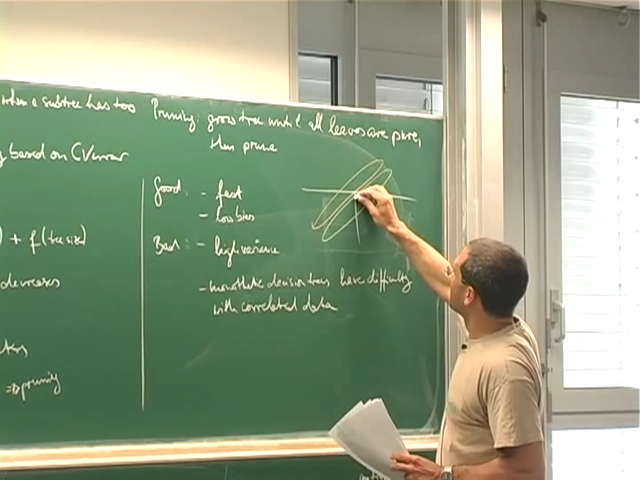 when a subtree has too
based on CV error
+ f(tree size)
decreases
=> pruning
Pruning: grow tree until all leaves are pure,
then prune
Good: - fast
- low bias
Bad: - high variance
- monothetic decision trees have difficulty
with correlated data